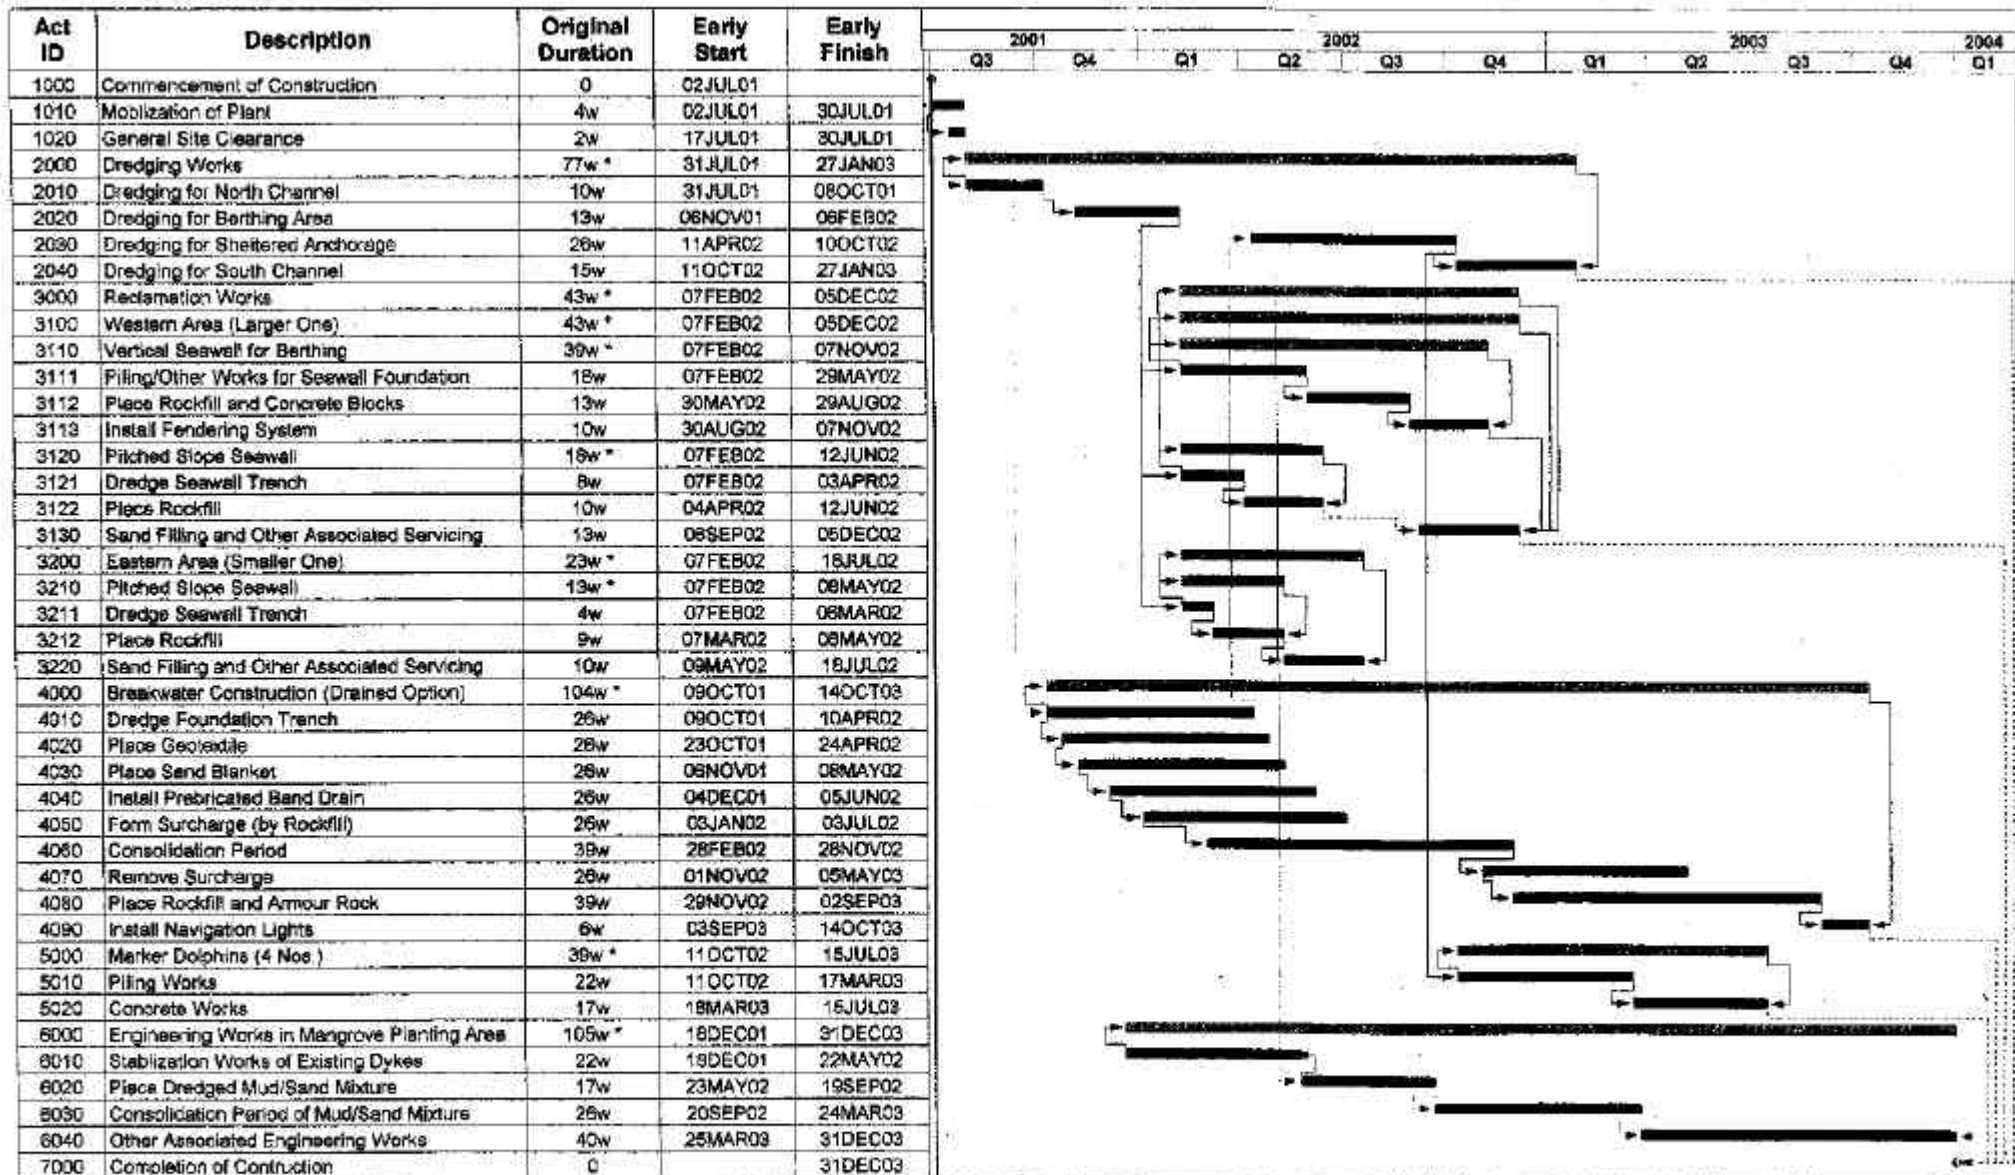 Act ID Description Original Duration Early Start Early Finish
2001 2002 2003 2004
Q3 Q4 Q1 Q2 Q3 Q4 Q1 Q2 Q3 Q4 Q1
1000 Commencement of Construction 0 02JUL01
1010 Moblization of Plant 4w 02JUL01 30JUL01
1020 General Site Clearance 2w 17JUL01 30JUL01
2000 Dredging Works 77w * 31JUL01 27JAN03
2010 Dredging for North Channel 10w 31JUL01 08OCT01
2020 Dredging for Berthing Area 13w 06NOV01 06FEB02
2030 Dredging for Sheltered Anchorage 26w 11APR02 10OCT02
2040 Dredging for South Channel 15w 11OCT02 27JAN03
3000 Reclamation Works 43w * 07FEB02 05DEC02
3100 Western Area (Larger One) 43w * 07FEB02 05DEC02
3110 Vertical Seawall for Berthing 39w * 07FEB02 07NOV02
3111 Piling/Other Works for Seawall Foundation 16w 07FEB02 29MAY02
3112 Place Rockfill and Concrete Blocks 13w 30MAY02 29AUG02
3113 Install Fendering System 10w 30AUG02 07NOV02
3120 Pitched Slope Seawall 18w * 07FEB02 12JUN02
3121 Dredge Seawall Trench 8w 07FEB02 03APR02
3122 Place Rockfill 10w 04APR02 12JUN02
3130 Sand Filling and Other Associated Servicing 13w 06SEP02 05DEC02
3200 Eastern Area (Smaller One) 23w * 07FEB02 18JUL02
3210 Pitched Slope Seawall 13w * 07FEB02 08MAY02
3211 Dredge Seawall Trench 4w 07FEB02 06MAR02
3212 Place Rockfill 9w 07MAR02 08MAY02
3220 Sand Filling and Other Associated Servicing 10w 09MAY02 18JUL02
4000 Breakwater Construction (Drained Option) 104w * 09OCT01 14OCT03
4010 Dredge Foundation Trench 26w 09OCT01 10APR02
4020 Place Geotextile 26w 23OCT01 24APR02
4030 Place Sand Blanket 26w 06NOV01 08MAY02
4040 Install Prebricated Band Drain 26w 04DEC01 05JUN02
4050 Form Surcharge (by Rockfill) 26w 03JAN02 03JUL02
4060 Consolidation Period 39w 28FEB02 28NOV02
4070 Remove Surcharge 26w 01NOV02 05MAY03
4080 Place Rockfill and Armour Rock 39w 29NOV02 02SEP03
4090 Install Navigation Lights 6w 03SEP03 14OCT03
5000 Marker Dolphins (4 Nos.) 39w * 11OCT02 15JUL03
5010 Piling Works 22w 11OCT02 17MAR03
5020 Concrete Works 17w 18MAR03 15JUL03
6000 Engineering Works in Mangrove Planting Area 105w * 18DEC01 31DEC03
6010 Stablization Works of Existing Dykes 22w 18DEC01 22MAY02
6020 Place Dredged Mud/Sand Mixture 17w 23MAY02 19SEP02
6030 Consolidation Period of Mud/Sand Mixture 26w 20SEP02 24MAR03
6040 Other Associated Engineering Works 40w 25MAR03 31DEC03
7000 Completion of Contruction 0 31DEC03